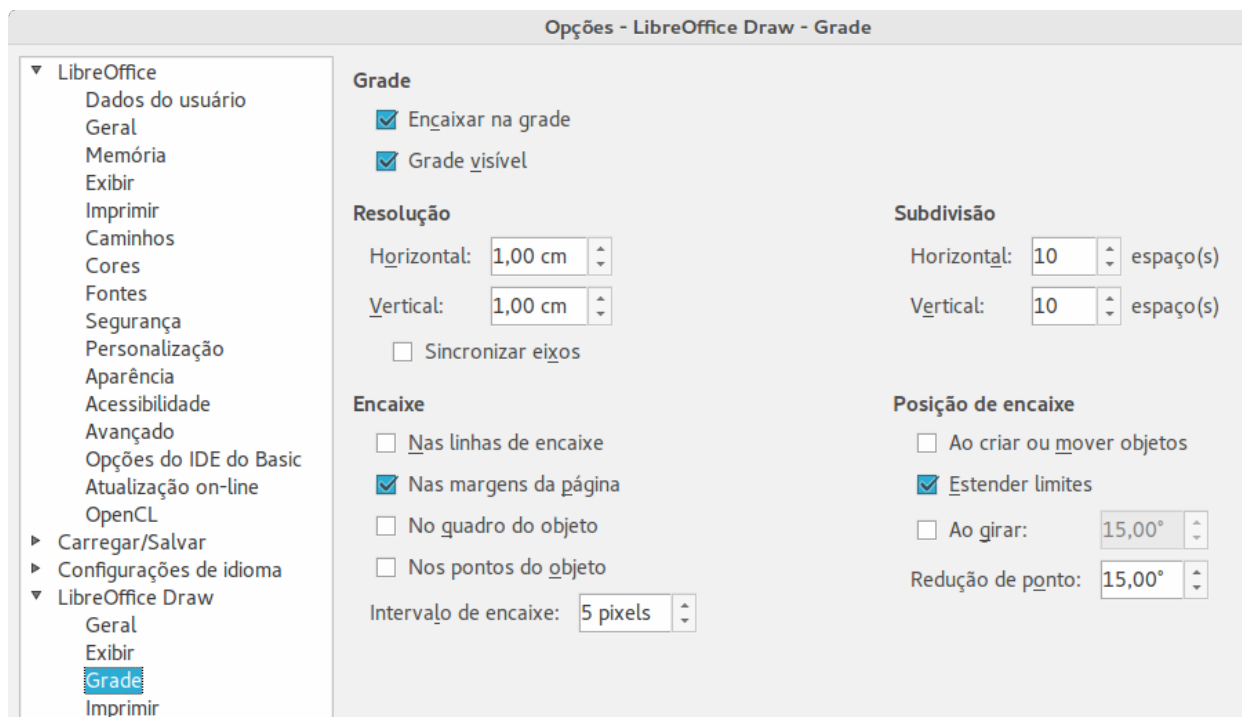 Opções - LibreOffice Draw - Grade
LibreOffice
Dados do usuário
Geral
Memória
Exibir
Imprimir
Caminhos
Cores
Fontes
Segurança
Personalização
Aparência
Acessibilidade
Avançado
Opções do IDE do Basic
Atualização on-line
OpenCL
Carregar/Salvar
Configurações de idioma
LibreOffice Draw
Geral
Exibir
Grade
Imprimir
Grade
Encaixar na grade
Grade visível
Resolução
Horizontal: 1,00 cm
Vertical: 1,00 cm
Sincronizar eixos
Subdivisão
Horizontal: 10 espaço(s)
Vertical: 10 espaço(s)
Encaixe
Nas linhas de encaixe
Nas margens da página
No quadro do objeto
Nos pontos do objeto
Intervalo de encaixe: 5 pixels
Posição de encaixe
Ao criar ou mover objetos
Estender limites
Ao girar: 15,00°
Redução de ponto: 15,00°